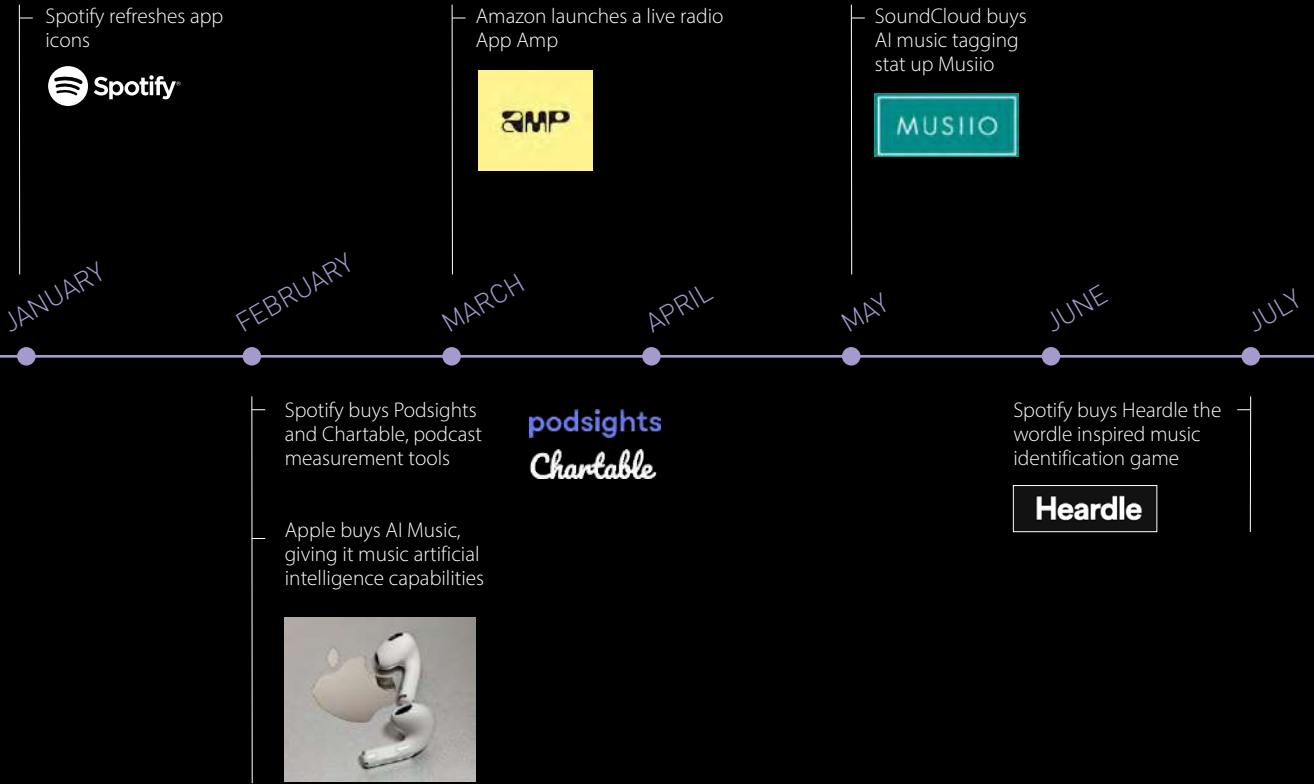 Spotify refreshes app
icons
Spotify
Amazon launches a live radio
App Amp
amp
SoundCloud buys
AI music tagging
stat up Musiio
MUSIIO
JANUARY
FEBRUARY
MARCH
APRIL
MAY
JUNE
JULY
Spotify buys Podsights
and Chartable, podcast
measurement tools
podsights
Chartable
Apple buys AI Music,
giving it music artificial
intelligence capabilities
Spotify buys Heardle the
wordle inspired music
identification game
Heardle